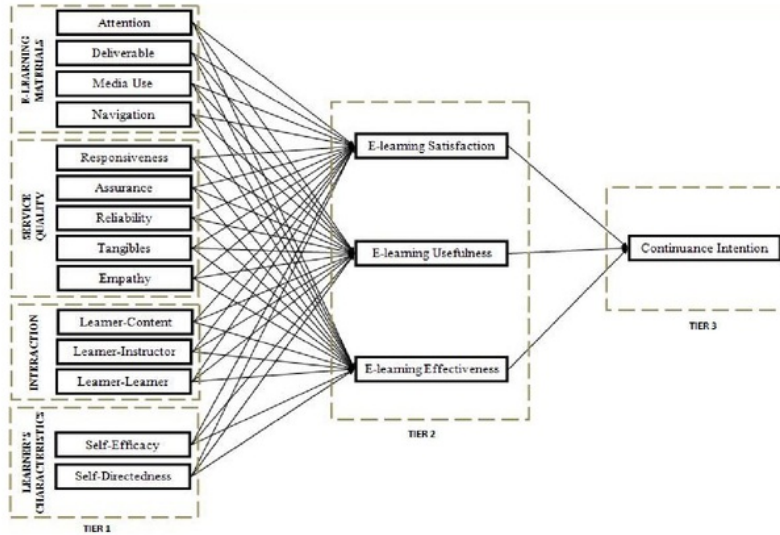 E-LEARNING
MATERIALS
Attention
Deliverable
Media Use
Navigation
SERVICE
QUALITY
Responsiveness
Assurance
Reliability
Tangibles
Empathy
INTERACTION
Learner-Content
Learner-Instructor
Learner-Learner
LEARNER'S
CHARACTERISTICS
Self-Efficacy
Self-Directedness
TIER 1
E-learning Satisfaction
E-learning Usefulness
E-learning Effectiveness
TIER 2
Continuance Intention
TIER 3